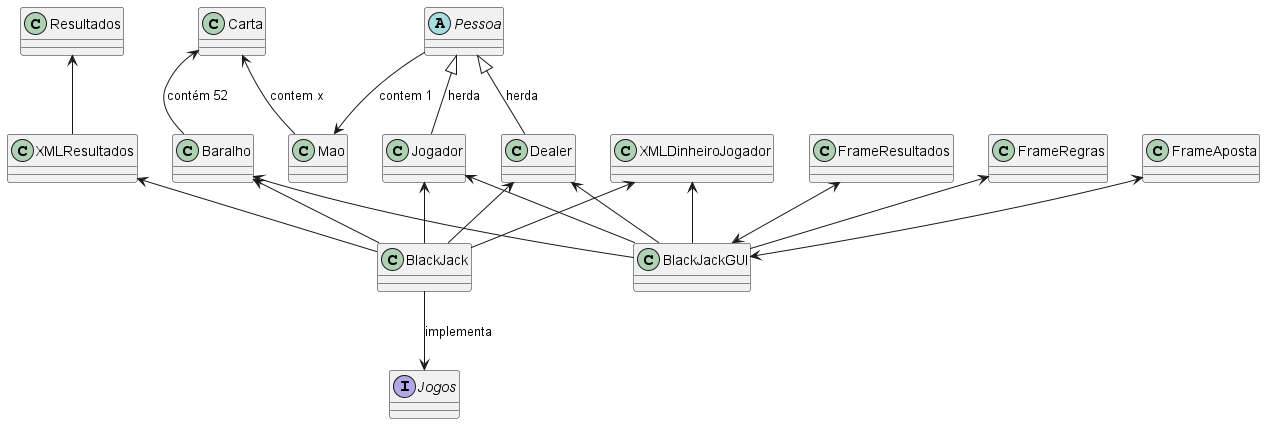 C Resultados
C Carta
A Pessoa
contém 52
contem x
contem 1
herda
herda
C XMLResultados
C Baralho
C Mao
C Jogador
C Dealer
C XMLDinheiroJogador
C FrameResultados
C FrameRegras
C FrameAposta
C BlackJack
C BlackJackGUI
implementa
I Jogos